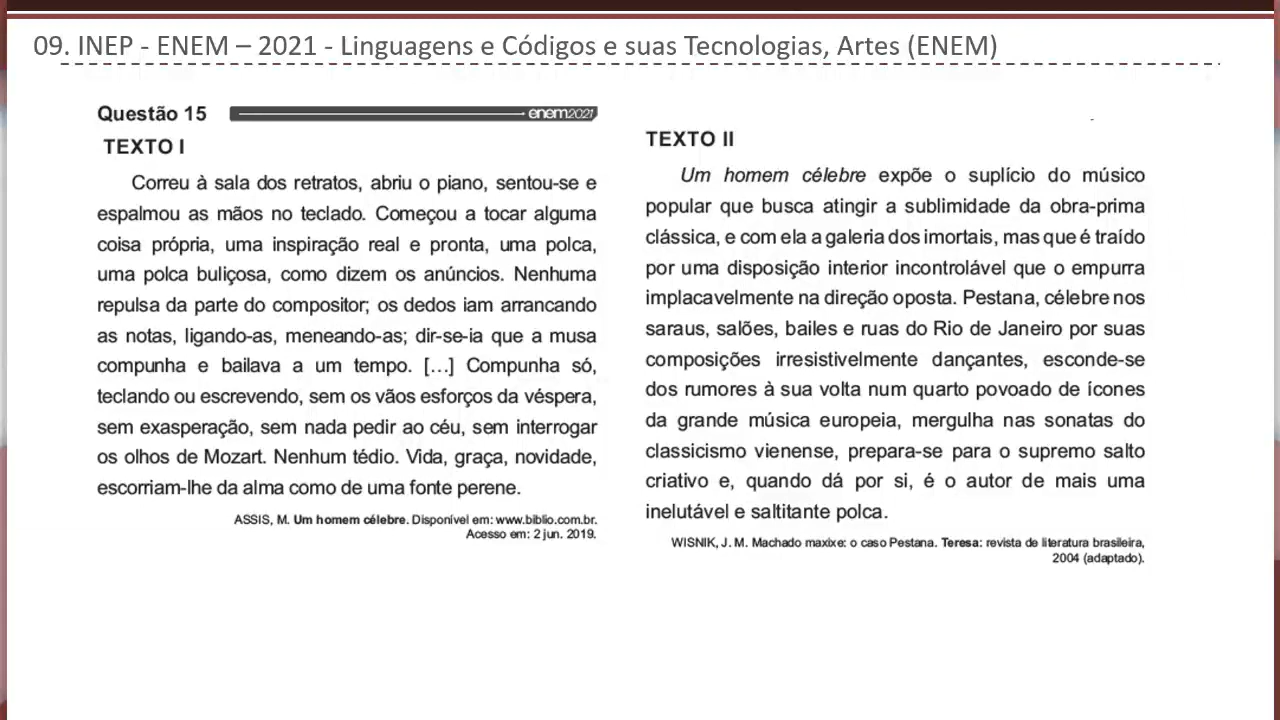 09. INEP - ENEM – 2021 - Linguagens e Códigos e suas Tecnologias, Artes (ENEM)
Questão 15
enem2021
TEXTO I
Correu à sala dos retratos, abriu o piano, sentou-se e
espalmou as mãos no teclado. Começou a tocar alguma
coisa própria, uma inspiração real e pronta, uma polca,
uma polca buliçosa, como dizem os anúncios. Nenhuma
repulsa da parte do compositor; os dedos iam arrancando
as notas, ligando-as, meneando-as; dir-se-ia que a musa
compunha e bailava a um tempo. […] Compunha só,
teclando ou escrevendo, sem os vãos esforços da véspera,
sem exasperação, sem nada pedir ao céu, sem interrogar
os olhos de Mozart. Nenhum tédio. Vida, graça, novidade,
escorriam-lhe da alma como de uma fonte perene.
ASSIS, M. Um homem célebre. Disponível em: www.biblio.com.br.
Acesso em: 2 jun. 2019.
TEXTO II
Um homem célebre expõe o suplício do músico
popular que busca atingir a sublimidade da obra-prima
clássica, e com ela a galeria dos imortais, mas que é traído
por uma disposição interior incontrolável que o empurra
implacavelmente na direção oposta. Pestana, célebre nos
saraus, salões, bailes e ruas do Rio de Janeiro por suas
composições irresistivelmente dançantes, esconde-se
dos rumores à sua volta num quarto povoado de ícones
da grande música europeia, mergulha nas sonatas do
classicismo vienense, prepara-se para o supremo salto
criativo e, quando dá por si, é o autor de mais uma
inelutável e saltitante polca.
WISNIK, J. M. Machado maxixe: o caso Pestana. Teresa: revista de literatura brasileira,
2004 (adaptado).